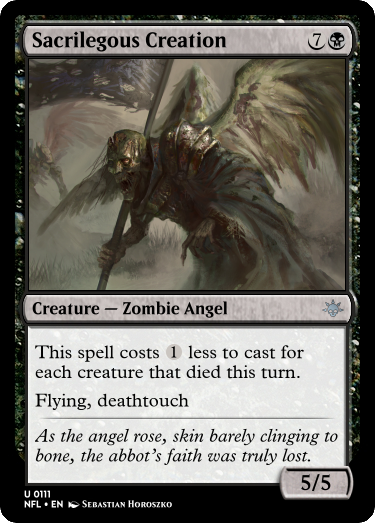 Sacrilegous Creation 7
Creature — Zombie Angel
This spell costs 1 less to cast for
each creature that died this turn.
Flying, deathtouch
As the angel rose, skin barely clinging to
bone, the abbot's faith was truly lost.
5/5
U 0111
NFL • EN Sebastian Horoszko